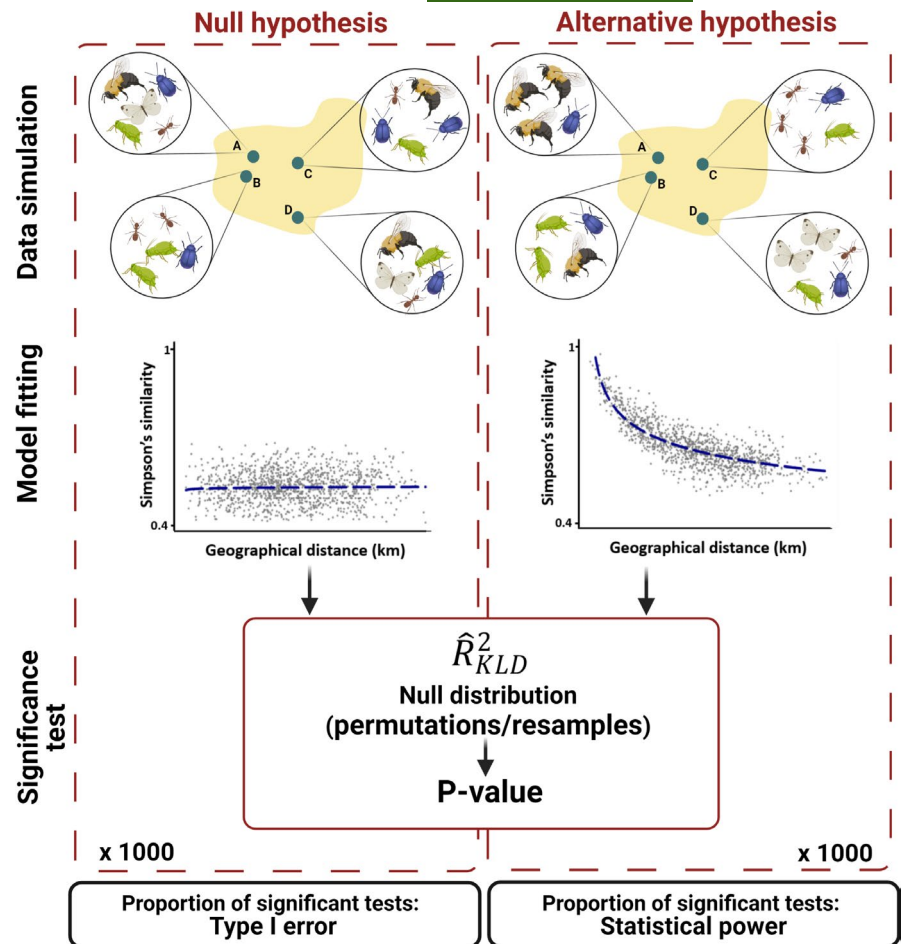 Null hypothesis
Alternative hypothesis
Data simulation
A
B
C
D
A
B
C
D
Model fitting
1
Simpson's similarity
0.4
Geographical distance (km)
1
Simpson's similarity
0.4
Geographical distance (km)
Significance
test
R̂²_KLD
Null distribution
(permutations/resamples)
P-value
x 1000
x 1000
Proportion of significant tests:
Type I error
Proportion of significant tests:
Statistical power